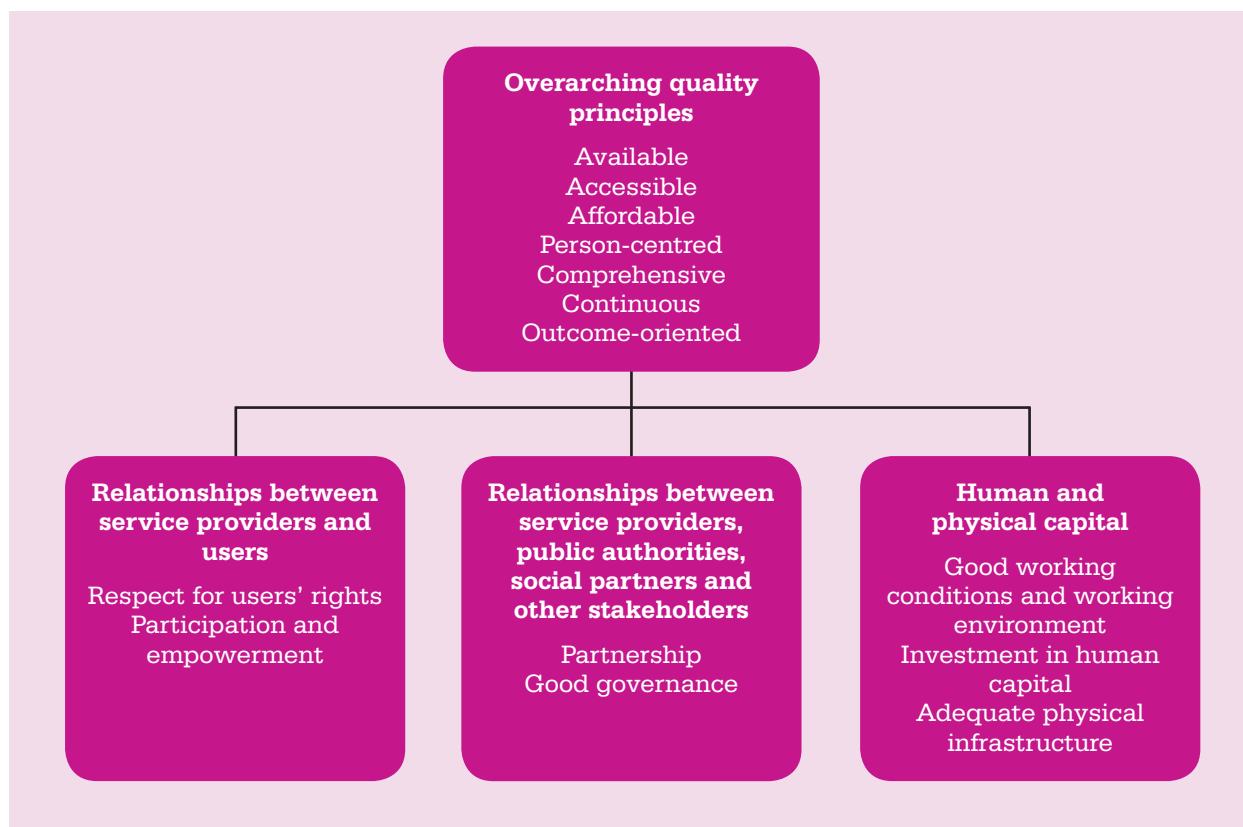 Overarching quality
principles
Available
Accessible
Affordable
Person-centred
Comprehensive
Continuous
Outcome-oriented
Relationships between
service providers and
users
Respect for users’ rights
Participation and
empowerment
Relationships between
service providers,
public authorities,
social partners and
other stakeholders
Partnership
Good governance
Human and
physical capital
Good working
conditions and working
environment
Investment in human
capital
Adequate physical
infrastructure